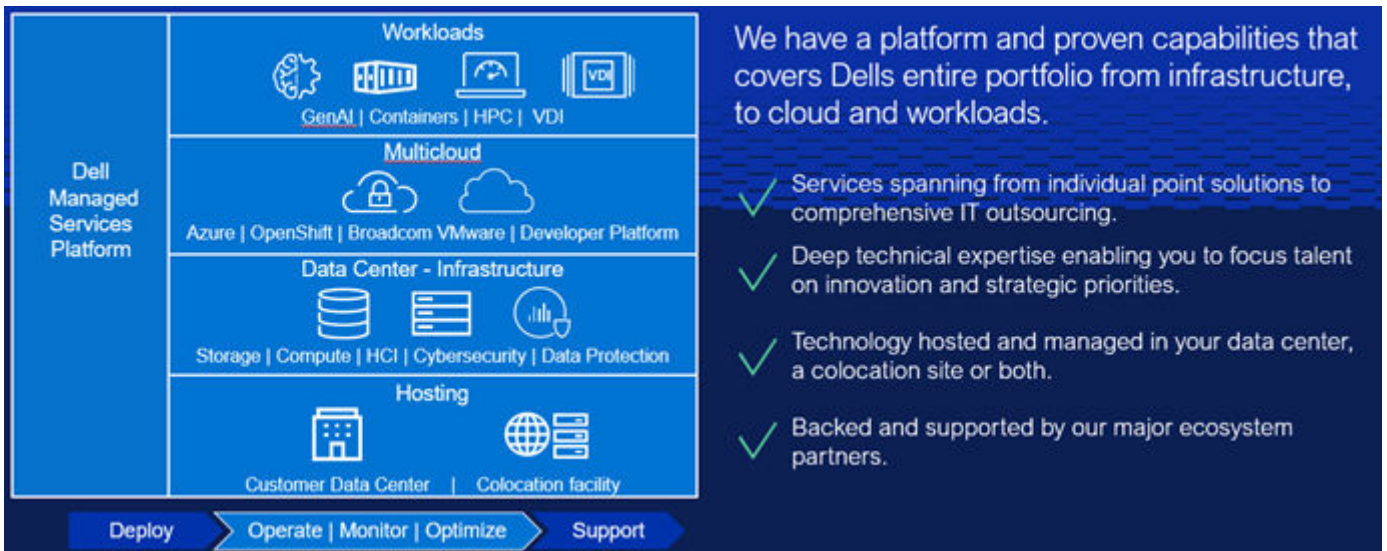 Dell
Managed
Services
Platform
Workloads
VDI
GenAI | Containers | HPC | VDI
Multicloud
Azure | OpenShift | Broadcom VMware | Developer Platform
Data Center - Infrastructure
Storage | Compute | HCI | Cybersecurity | Data Protection
Hosting
Customer Data Center | Colocation facility
Deploy
Operate | Monitor | Optimize
Support
We have a platform and proven capabilities that
covers Dells entire portfolio from infrastructure,
to cloud and workloads.
Services spanning from individual point solutions to
comprehensive IT outsourcing.
Deep technical expertise enabling you to focus talent
on innovation and strategic priorities.
Technology hosted and managed in your data center,
a colocation site or both.
Backed and supported by our major ecosystem
partners.